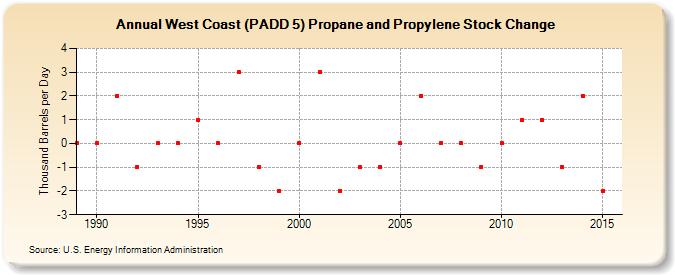 Annual West Coast (PADD 5) Propane and Propylene Stock Change
Thousand Barrels per Day
4
3
2
1
0
-1
-2
-3
1990 1995 2000 2005 2010 2015
Source: U.S. Energy Information Administration